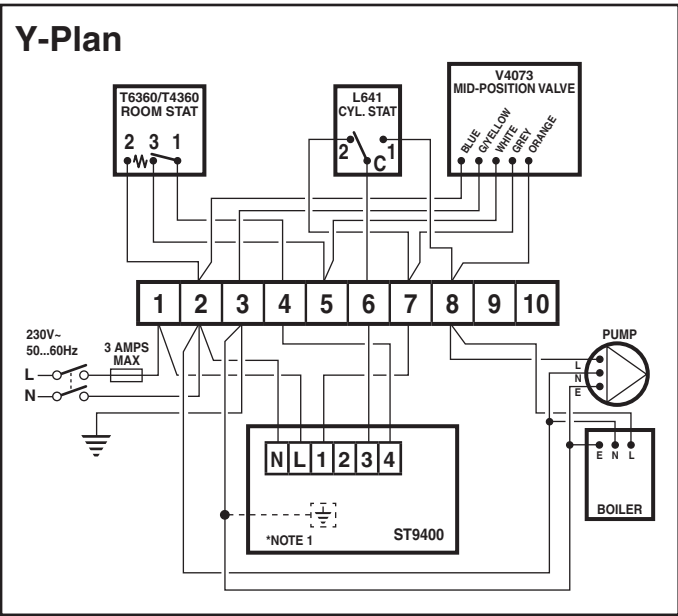 Y-Plan
T6360/T4360
ROOM STAT
2 3 1
L641
CYL. STAT
2 C 1
V4073
MID-POSITION VALVE
BLUE
G/YELLOW
WHITE
GREY
ORANGE
1 2 3 4 5 6 7 8 9 10
230V~
50...60Hz
3 AMPS
MAX
L
N
PUMP
L
N
E
N L 1 2 3 4
E N L
BOILER
*NOTE 1
ST9400